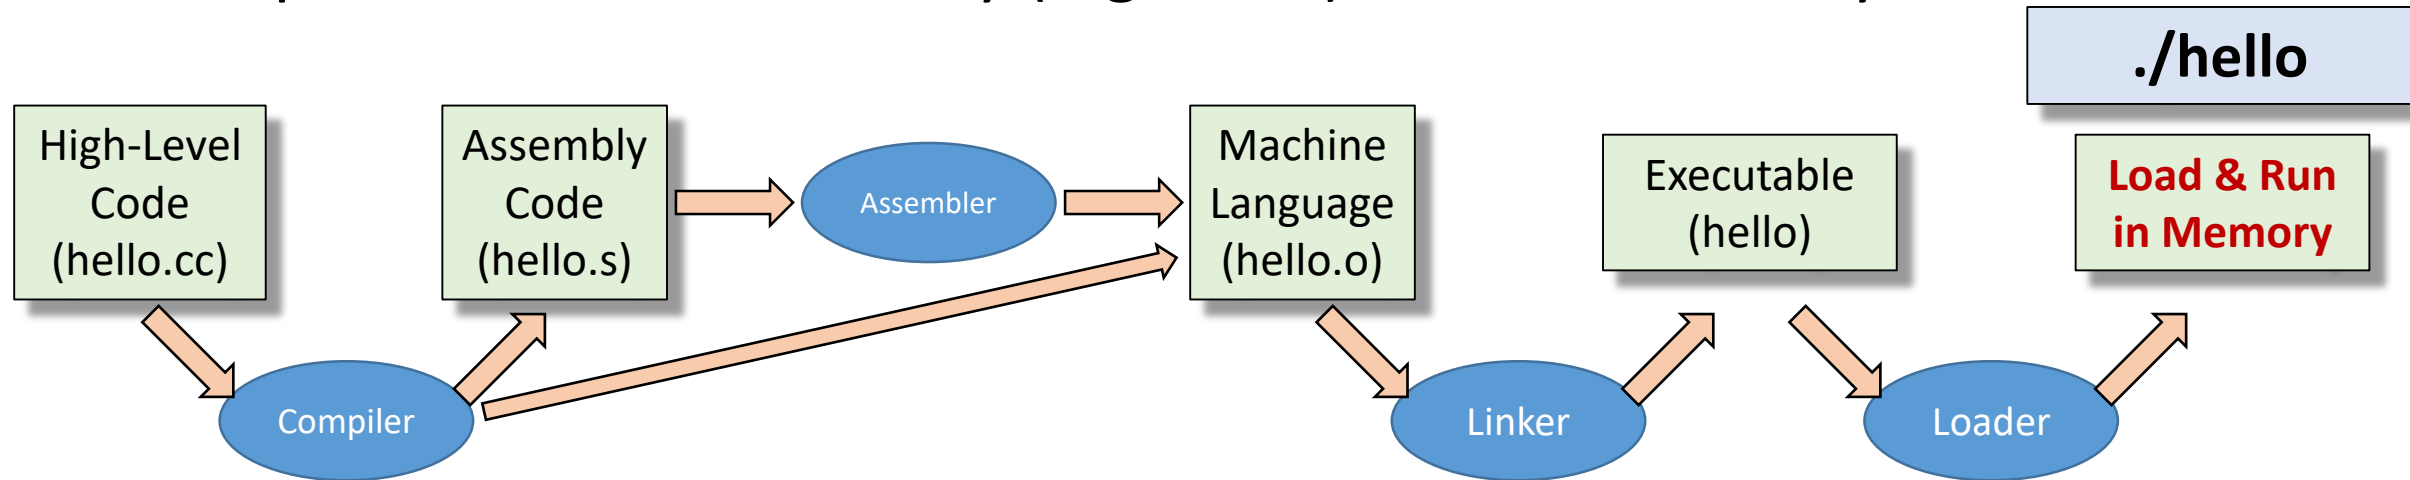 ./hello
High-Level
Code
(hello.cc)
Assembly
Code
(hello.s)
Assembler
Machine
Language
(hello.o)
Executable
(hello)
Load & Run
in Memory
Compiler
Linker
Loader